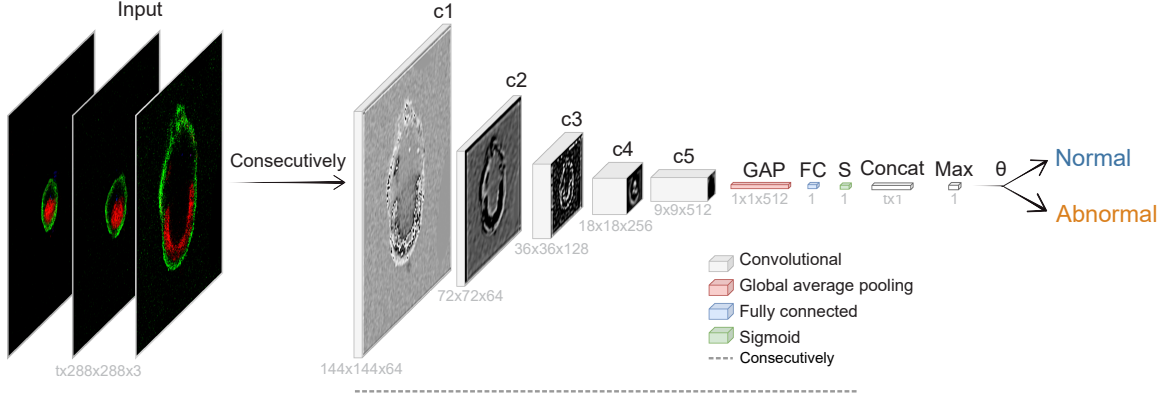 Input
c1
c2
c3
c4
c5
Consecutively
GAP
FC
S
Concat
Max
θ
Normal
Abnormal
1x1x512
1
1
tx1
1
9x9x512
18x18x256
36x36x128
72x72x64
144x144x64
tx288x288x3
Convolutional
Global average pooling
Fully connected
Sigmoid
Consecutively